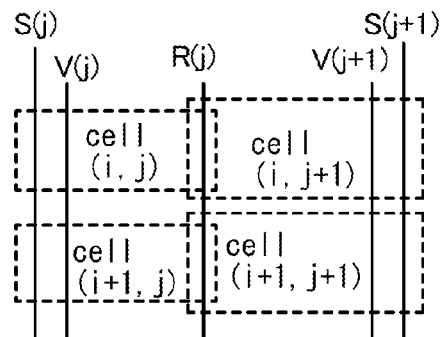 S(j) S(j+1)
V(j) R(j) V(j+1)
cell
(i, j)
cell
(i, j+1)
cell
(i+1, j)
cell
(i+1, j+1)